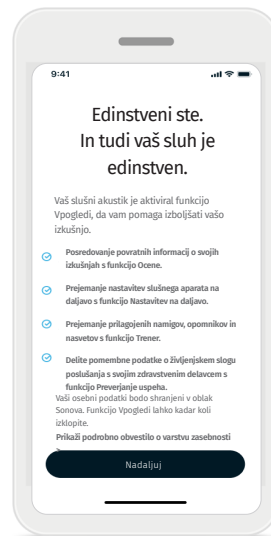 9:41
Edinstveni ste.
In tudi vaš sluh je
edinstven.
Vaš slušni akustik je aktiviral funkcijo
Vpogledi, da vam pomaga izboljšati vašo
izkušnjo.
Posredovanje povratnih informacij o svojih
izkušnjah s funkcijo Ocene.
Prejemanje nastavitev slušnega aparata na
daljavo s funkcijo Nastavitev na daljavo.
Prejemanje prilagojenih namigov, opomnikov in
nasvetov s funkcijo Trener.
Delite pomembne podatke o življenjskem slogu
poslušanja s svojim zdravstvenim delavcem s
funkcijo Preverjanje uspeha.
Vaši osebni podatki bodo shranjeni v oblak
Sonova. Funkcijo Vpogledi lahko kadar koli
izklopite.
Prikaži podrobno obvestilo o varstvu zasebnosti
Nadaljuj